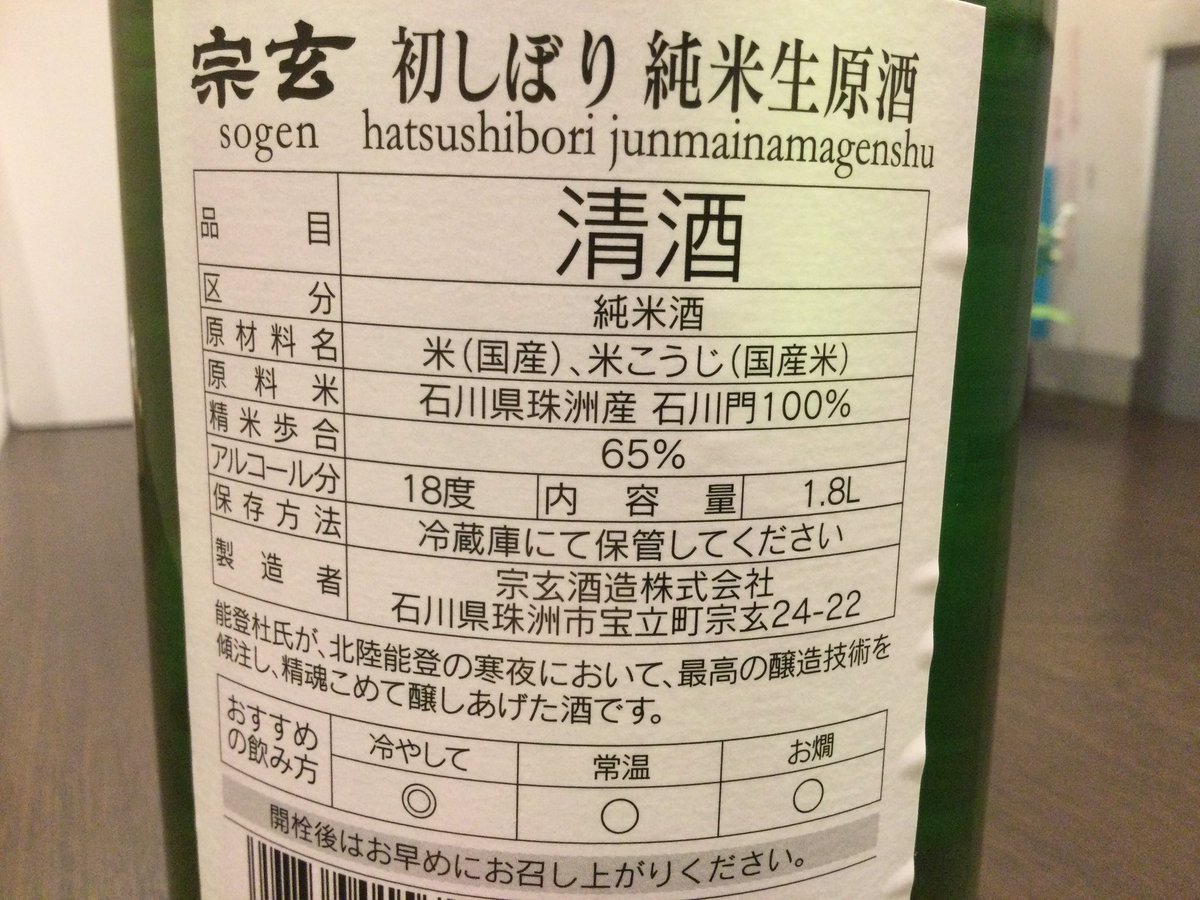 宗玄 初しぼり 純米生原酒
sogen hatsushibori junmainamagenshu
品目 清酒
区分 純米酒
原材料名 米(国産)、米こうじ(国産米)
原料米 石川県珠洲産 石川門100%
精米歩合 65%
アルコール分 18度 内容量 1.8L
保存方法 冷蔵庫にて保管してください
製造者 宗玄酒造株式会社
石川県珠洲市宝立町宗玄24-22
能登杜氏が、北陸能登の寒夜において、最高の醸造技術を
傾注し、精魂こめて醸しあげた酒です。
おすすめ
の飲み方
冷やして 常温 お燗
◎ ○ ○
開栓後はお早めにお召し上がりください。